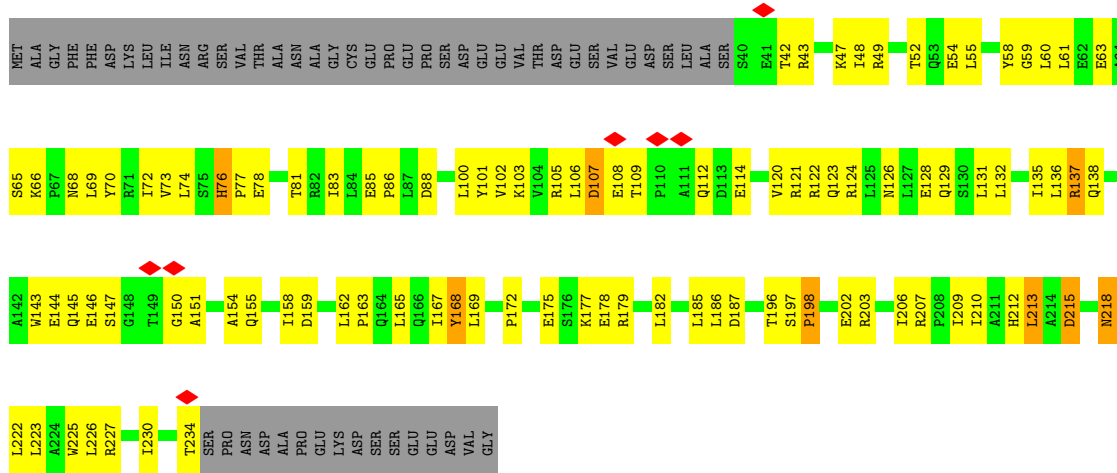 MET ALA GLY PHE PHE ASP LYS LEU ILE ASN ARG SER VAL THR ALA ASN ALA GLY CYS GLU PRO GLU PRO SER ASP GLU GLU VAL THR ASP GLU SER VAL GLU ASP SER LEU ALA SER S40 E41 T42 R43 K47 I48 R49 T52 Q53 E54 L55 Y58 G59 L60 L61 E62 E63
S65 K66 P67 N68 L69 Y70 R71 I72 V73 L74 S75 H76 P77 E78 T81 R82 I83 L84 E85 P86 L87 D88 L100 Y101 V102 K103 V104 R105 L106 D107 E108 T109 P110 A111 Q112 D113 E114 V120 R121 R122 Q123 R124 L125 N126 L127 E128 Q129 S130 L131 L132 I135 L136 R137 Q138
A142 W143 E144 Q145 E146 S147 G148 T149 G150 A151 A154 Q155 I158 D159 L162 P163 Q164 L165 Q166 I167 Y168 L169 P172 E175 S176 K177 E178 R179 L182 L185 L186 D187 T196 S197 P198 E202 R203 I206 R207 P208 I209 I210 A211 H212 L213 A214 D215 N218
L222 L223 A224 W225 L226 R227 I230 T234 SER PRO ASN ASP ALA PRO GLU LYS ASP SER SER GLU GLU ASP VAL GLY